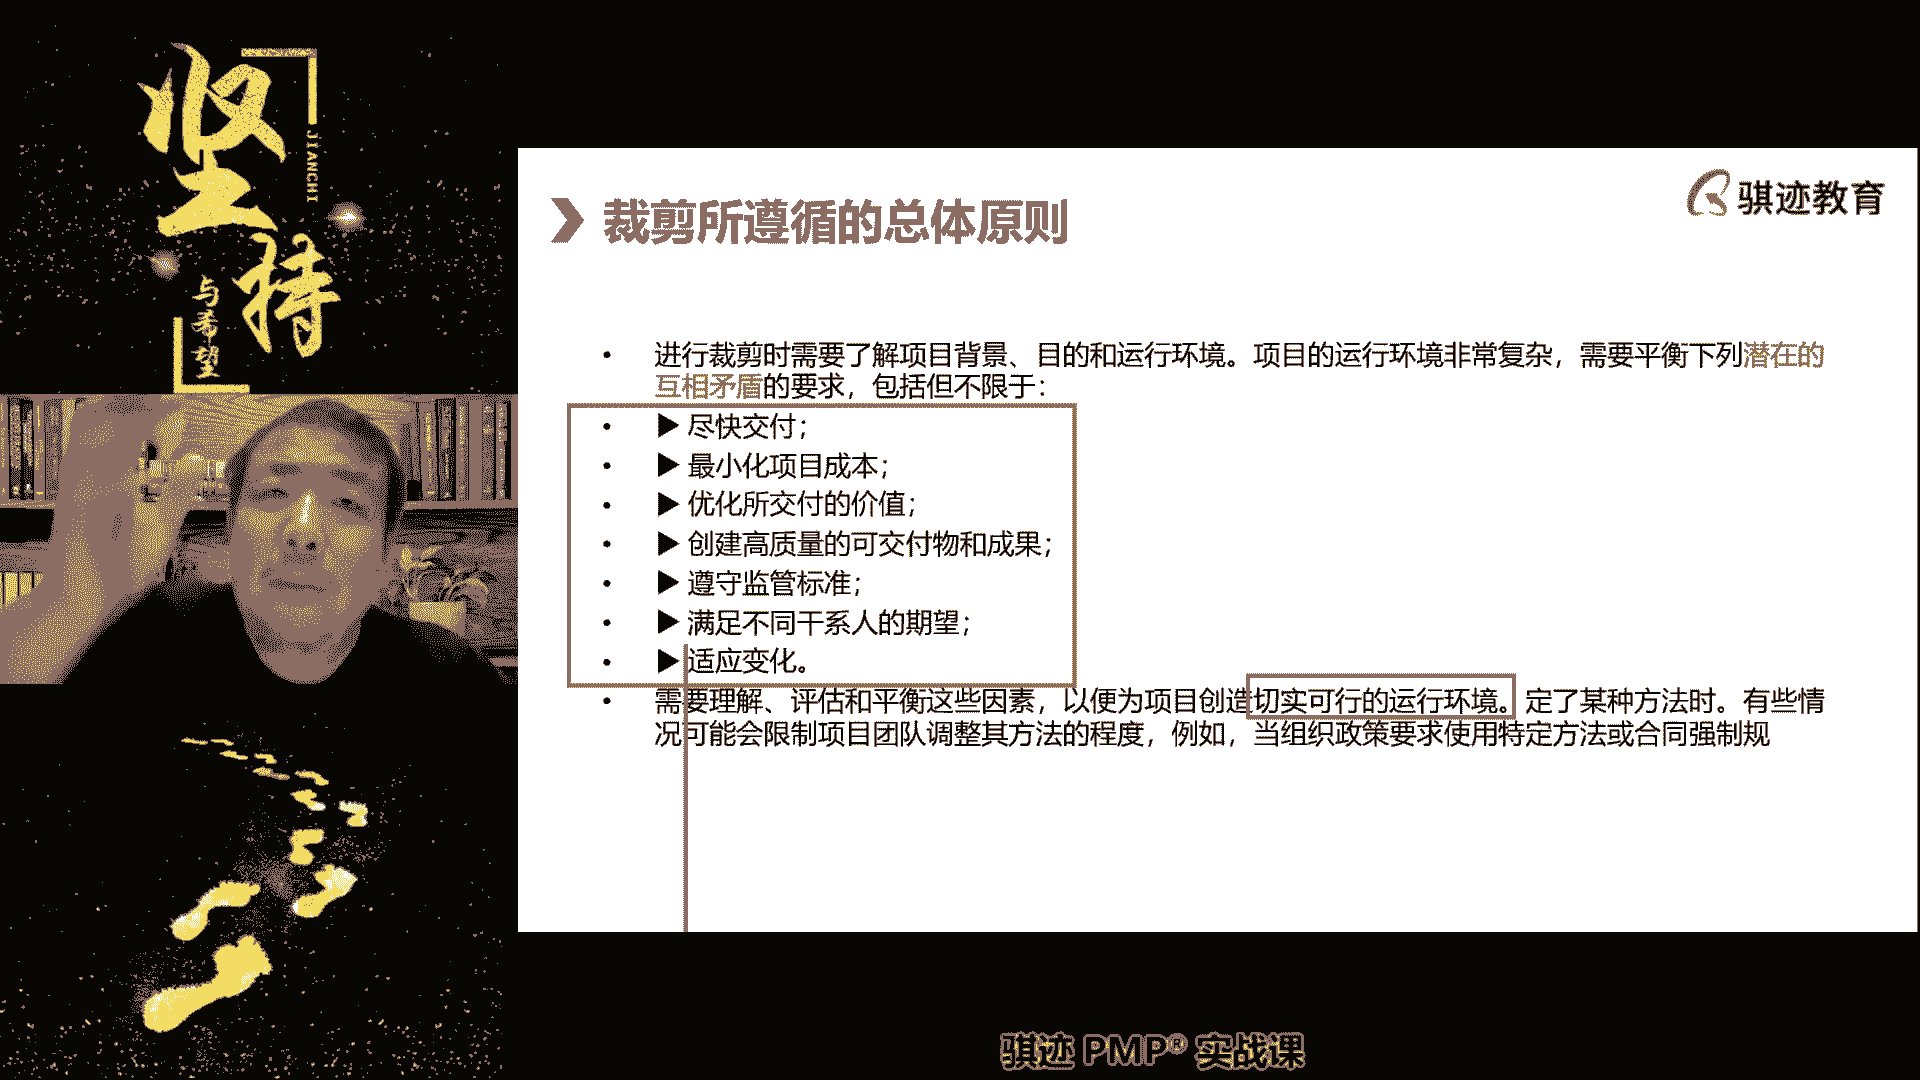 坚持
JIANCHI
与希望
骐迹教育
裁剪所遵循的总体原则
• 进行裁剪时需要了解项目背景、目的和运行环境。项目的运行环境非常复杂，需要平衡下列潜在的
互相矛盾的要求，包括但不限于：
• ▶ 尽快交付；
• ▶ 最小化项目成本；
• ▶ 优化所交付的价值；
• ▶ 创建高质量的可交付物和成果；
• ▶ 遵守监管标准；
• ▶ 满足不同干系人的期望；
• ▶ 适应变化。
• 需要理解、评估和平衡这些因素，以便为项目创造切实可行的运行环境。定了某种方法时。有些情
况可能会限制项目团队调整其方法的程度，例如，当组织政策要求使用特定方法或合同强制规
骐迹 PMP® 实战课